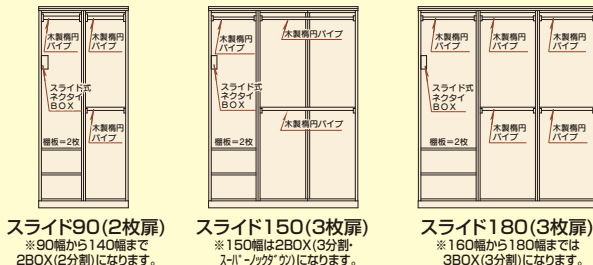 木製楕円
パイプ
木製楕円
パイプ
スライド式
ネクタイ
BOX
木製楕円
パイプ
棚板=2枚
スライド90(2枚扉)
※90幅から140幅まで
2BOX(2分割)になります。
木製楕円
パイプ
木製楕円パイプ
スライド式
ネクタイ
BOX
木製楕円パイプ
棚板=2枚
スライド150(3枚扉)
※150幅は2BOX(3分割・
スーパーノックダウン)になります。
木製楕円
パイプ
木製楕円
パイプ
木製楕円
パイプ
スライド式
ネクタイ
BOX
木製楕円
パイプ
木製楕円
パイプ
棚板=2枚
スライド180(3枚扉)
※160幅から180幅までは
3BOX(3分割)になります。